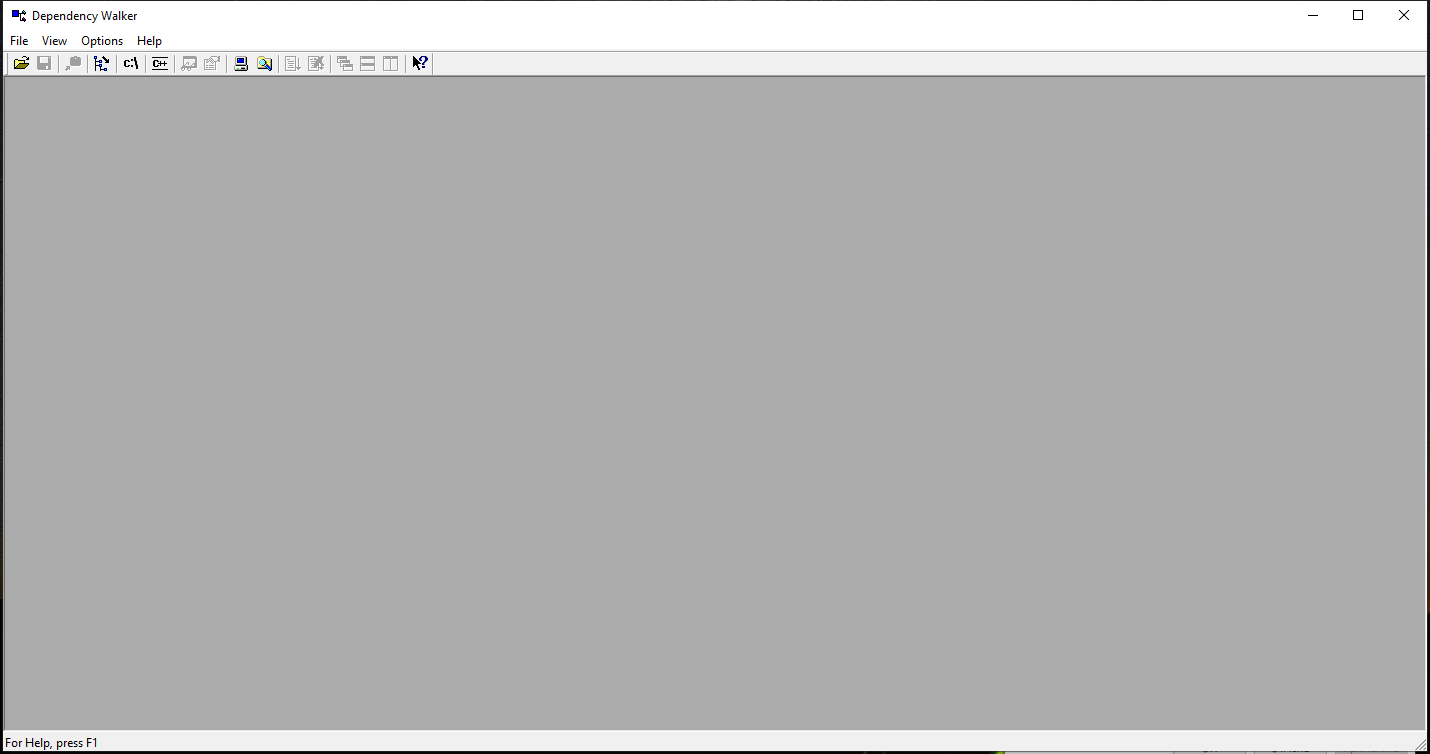 Dependency Walker
File View Options Help
C:\ C++
For Help, press F1